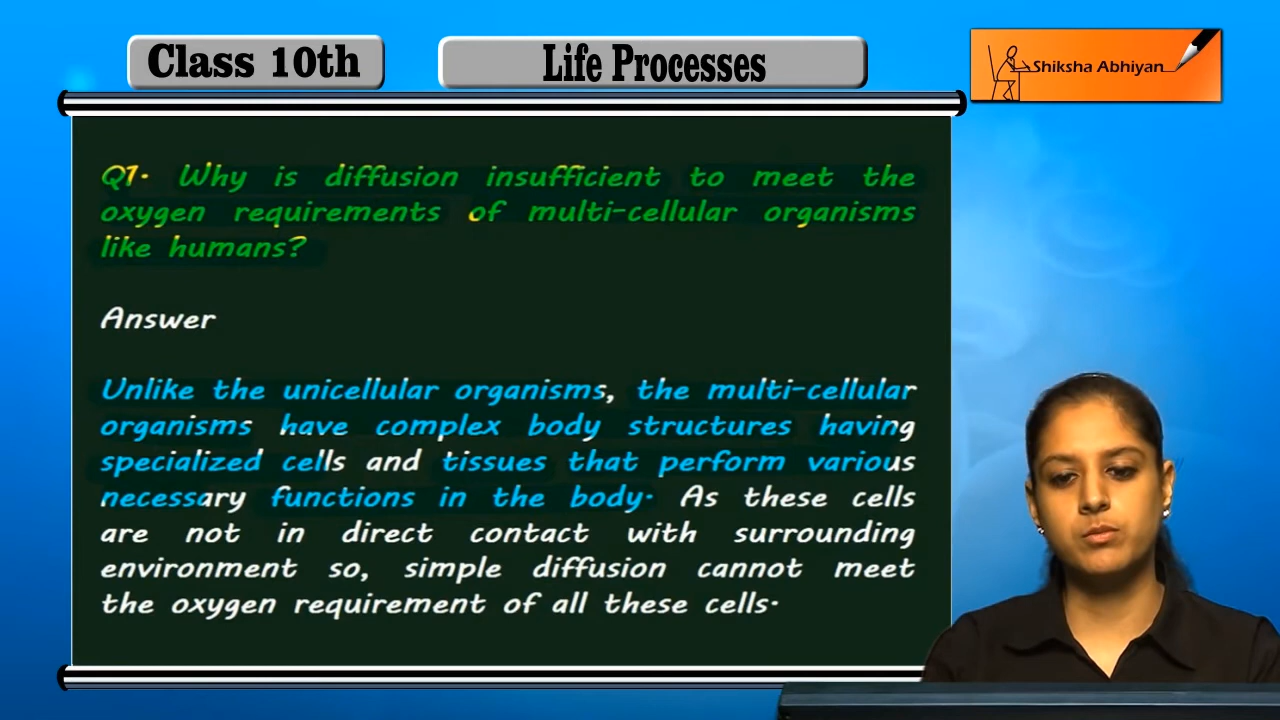 Class 10th
Life Processes
Shiksha Abhiyan
Q1. Why is diffusion insufficient to meet the
oxygen requirements of multi-cellular organisms
like humans?
Answer
Unlike the unicellular organisms, the multi-cellular
organisms have complex body structures having
specialized cells and tissues that perform various
necessary functions in the body.  As these cells
are not in direct contact with surrounding
environment so, simple diffusion cannot meet
the oxygen requirement of all these cells.